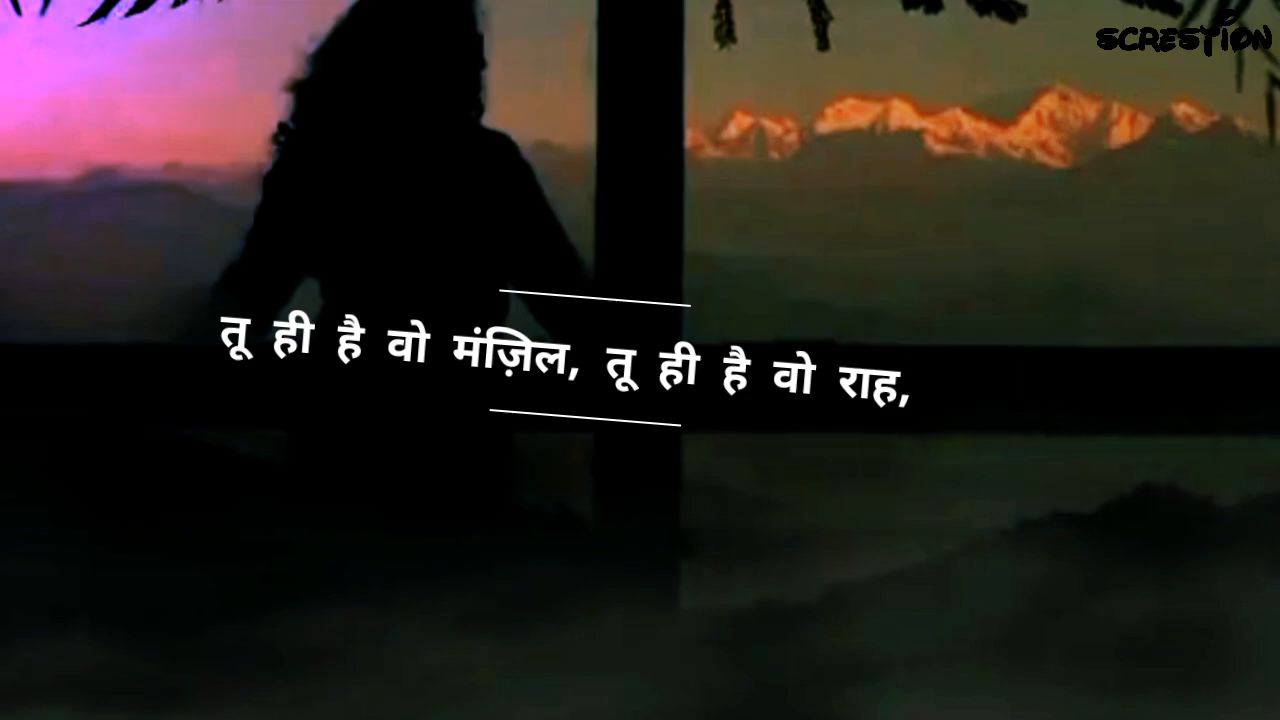 SCRESTION
तू ही है वो मंज़िल, तू ही है वो राह,